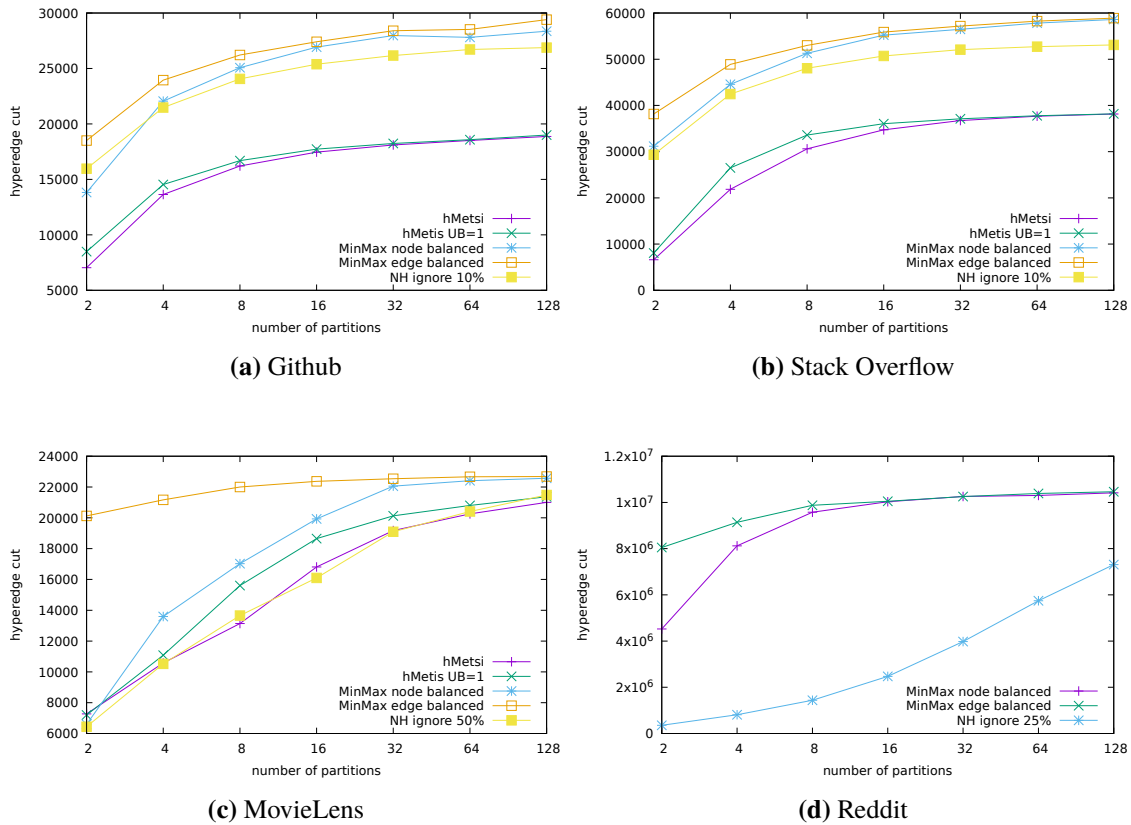 30000
25000
20000
15000
10000
5000
hyperedge cut
hMetsi
hMetis UB=1
MinMax node balanced
MinMax edge balanced
NH ignore 10%
2 4 8 16 32 64 128
number of partitions
(a) Github
60000
50000
40000
30000
20000
10000
0
hyperedge cut
hMetsi
hMetis UB=1
MinMax node balanced
MinMax edge balanced
NH ignore 10%
2 4 8 16 32 64 128
number of partitions
(b) Stack Overflow
24000
22000
20000
18000
16000
14000
12000
10000
8000
6000
hyperedge cut
hMetsi
hMetis UB=1
MinMax node balanced
MinMax edge balanced
NH ignore 50%
2 4 8 16 32 64 128
number of partitions
(c) MovieLens
1.2x10⁷
1.0x10⁷
8x10⁶
6x10⁶
4x10⁶
2x10⁶
0
hyperedge cut
MinMax node balanced
MinMax edge balanced
NH ignore 25%
2 4 8 16 32 64 128
number of partitions
(d) Reddit